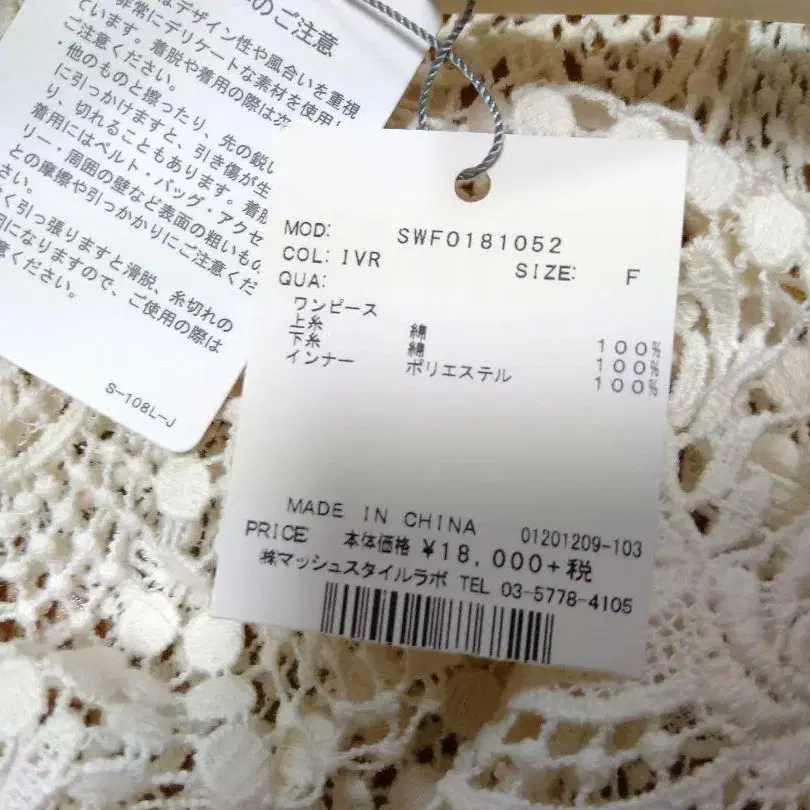 のご注意
はデザイン性や風合いを重視
非常にデリケートな素材を使用し
ています。着脱や着用の際は次
ご注意ください。
・他のものと擦ったり、先の鋭い
に引っかけますと、引き傷が生
り、切れることもあります。着脱
着用にはベルト・バッグ・アクセ
リー・周囲の壁など表面の粗いもの
との摩擦や引っかかりにご注意くだ
さい。
く引っ張りますと滑脱、糸切れの
因になりますので、ご使用の際は
意ください。
S-108L-J
MOD: SWFO181052
COL: IVR SIZE: F
QUA:
ワンピース
上糸 綿 100%
下糸 綿 100%
インナー ポリエステル 100%
MADE IN CHINA 01201209-103
PRICE 本体価格 ¥18,000+税
㈱マッシュスタイルラボ TEL 03-5778-4105